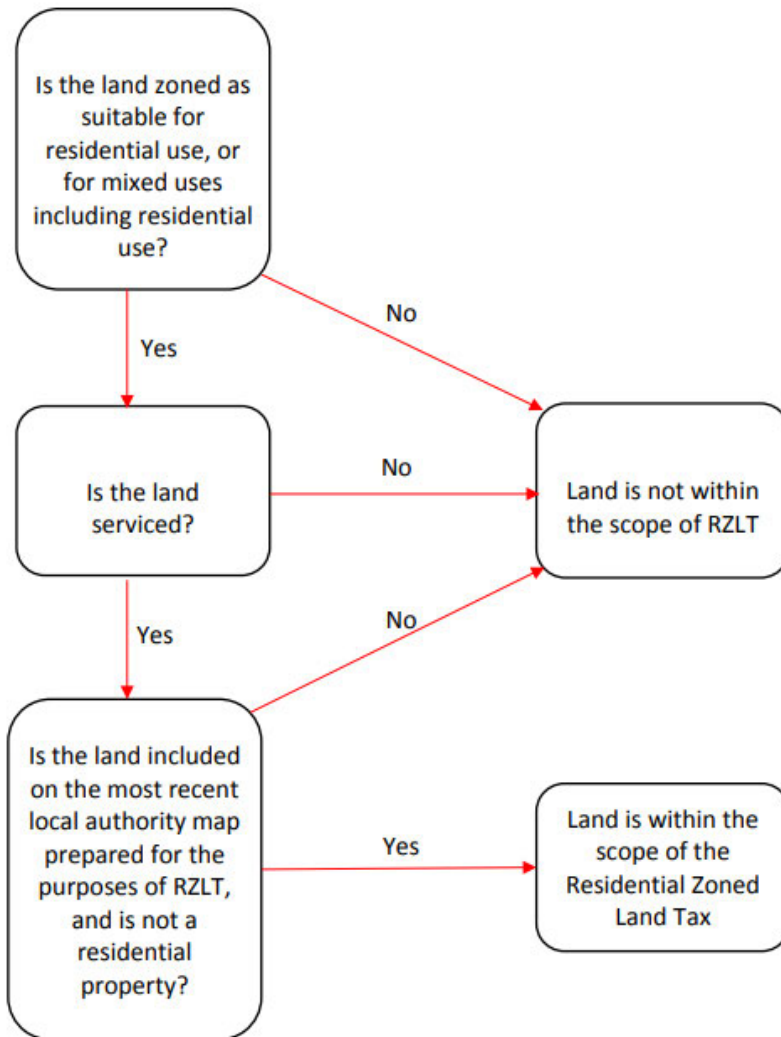 Is the land zoned as
suitable for
residential use, or
for mixed uses
including residential
use?
No
Yes
Is the land
serviced?
No
Land is not within
the scope of RZLT
Yes
No
Is the land included
on the most recent
local authority map
prepared for the
purposes of RZLT,
and is not a
residential
property?
Yes
Land is within the
scope of the
Residential Zoned
Land Tax